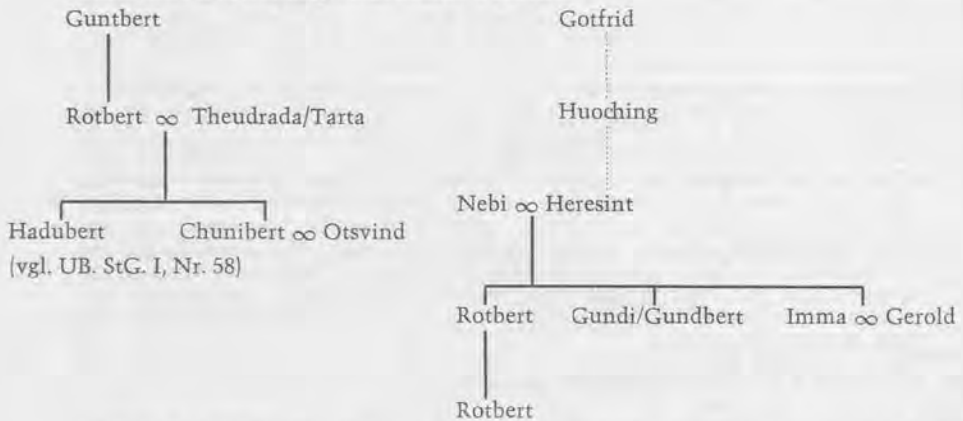 Guntbert
Rotbert ∞ Theudrada/Tarta
Hadubert Chunibert ∞ Otsvind
(vgl. UB. StG. I, Nr. 58)
Gotfrid
Huoching
Nebi ∞ Heresint
Rotbert Gundi/Gundbert Imma ∞ Gerold
Rotbert